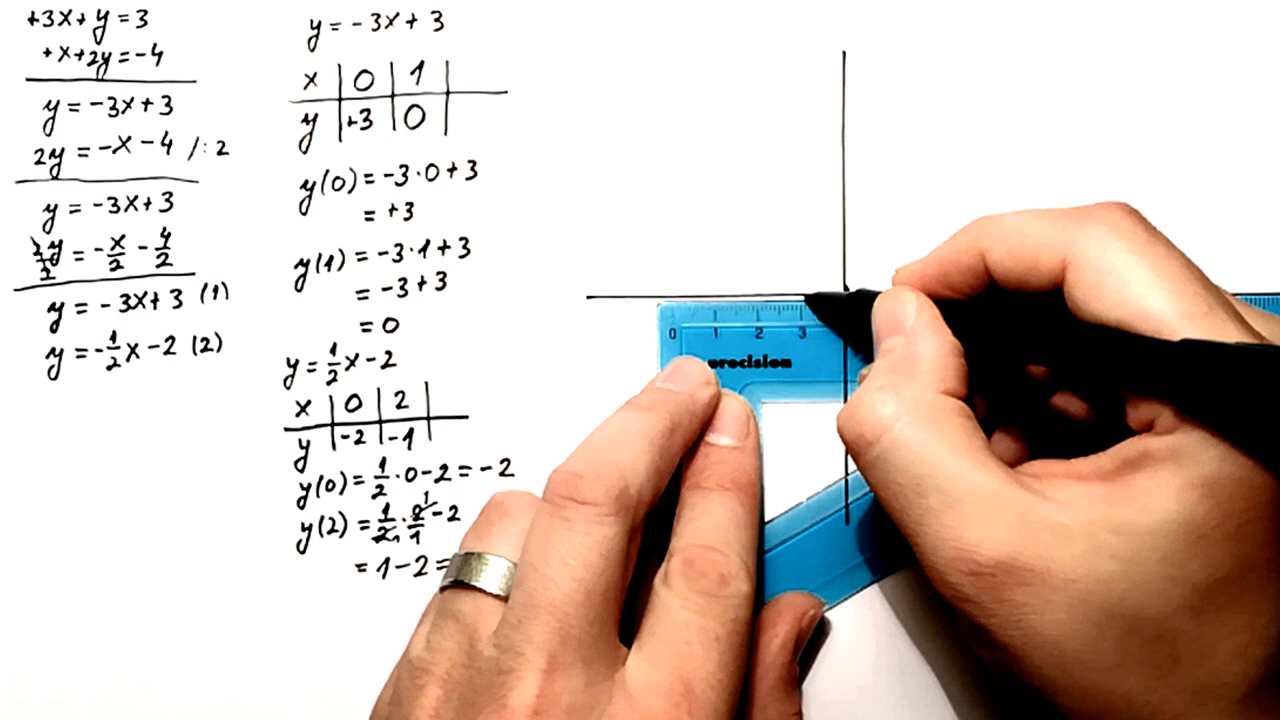 +3x+y=3
+x+2y=-4
y = -3x+3
2y = -x-4 /:2
y = -3x+3
2y/2 = -x/2 - 4/2
y = -3x+3 (1)
y = -1/2x-2 (2)
y = -3x+3
x 0 1
y +3 0
y(0) = -3·0+3
= +3
y(1) = -3·1+3
= -3+3
= 0
y = 1/2x-2
x 0 2
y -2 -1
y(0) = 1/2·0-2 = -2
y(2) = 1/2 1·2/1 1-2
= 1-2=
0 1 2 3
precision